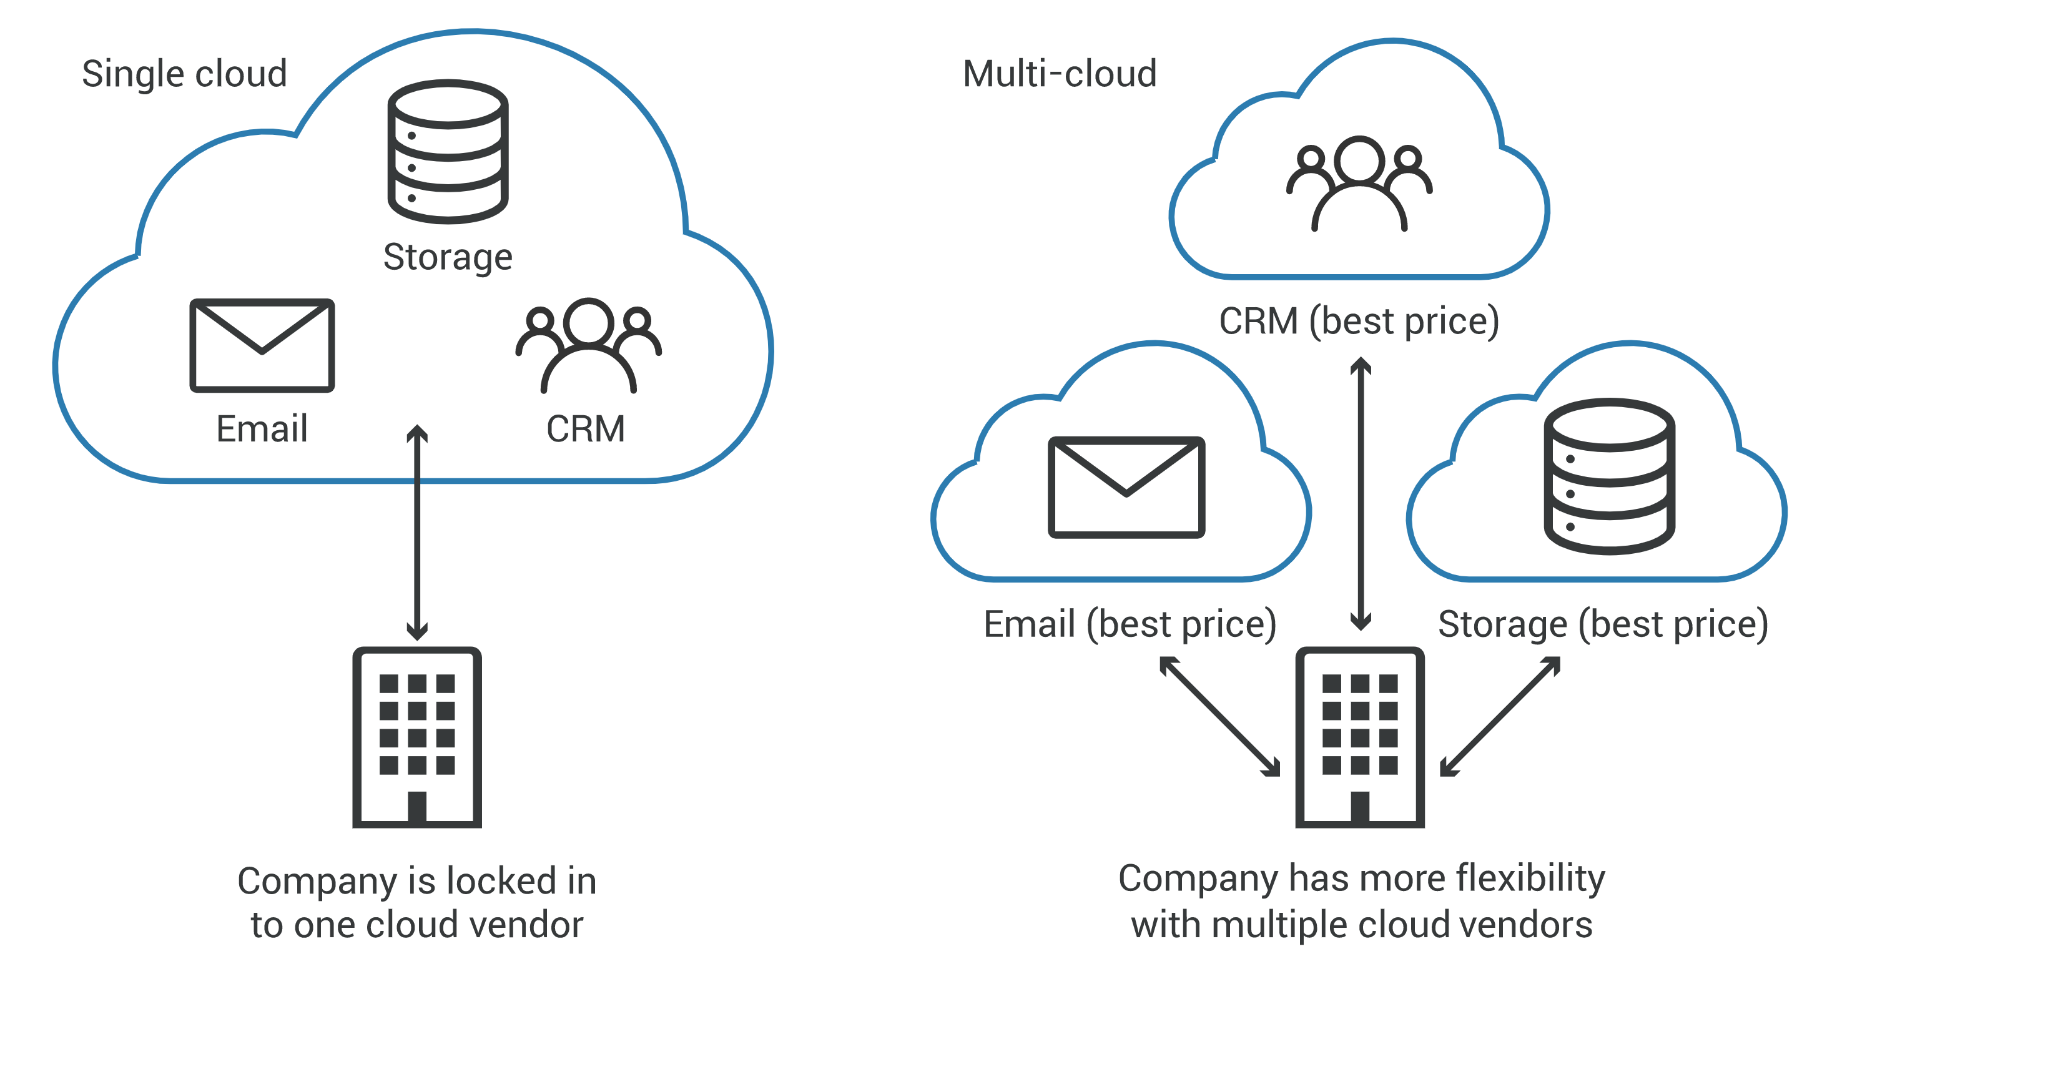 Single cloud
Storage
Email
CRM
Company is locked in
to one cloud vendor
Multi-cloud
CRM (best price)
Email (best price)
Storage (best price)
Company has more flexibility
with multiple cloud vendors